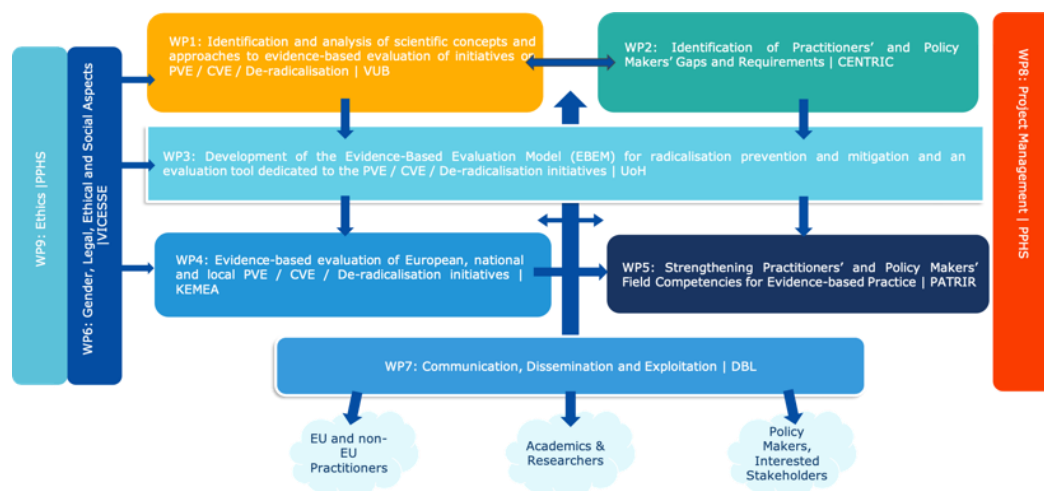 WP9: Ethics |PPHS
WP6: Gender, Legal, Ethical and Social Aspects
|VICESSE
WP1: Identification and analysis of scientific concepts and
approaches to evidence-based evaluation of initiatives on
PVE / CVE / De-radicalisation | VUB
WP2: Identification of Practitioners' and Policy
Makers' Gaps and Requirements | CENTRIC
WP3: Development of the Evidence-Based Evaluation Model (EBEM) for radicalisation prevention and mitigation and an
evaluation tool dedicated to the PVE / CVE / De-radicalisation initiatives | UoH
WP4: Evidence-based evaluation of European, national
and local PVE / CVE / De-radicalisation initiatives |
KEMEA
WP5: Strengthening Practitioners' and Policy Makers'
Field Competencies for Evidence-based Practice | PATRIR
WP7: Communication, Dissemination and Exploitation | DBL
EU and non-
EU
Practitioners
Academics &
Researchers
Policy
Makers,
Interested
Stakeholders
WP8: Project Management | PPHS